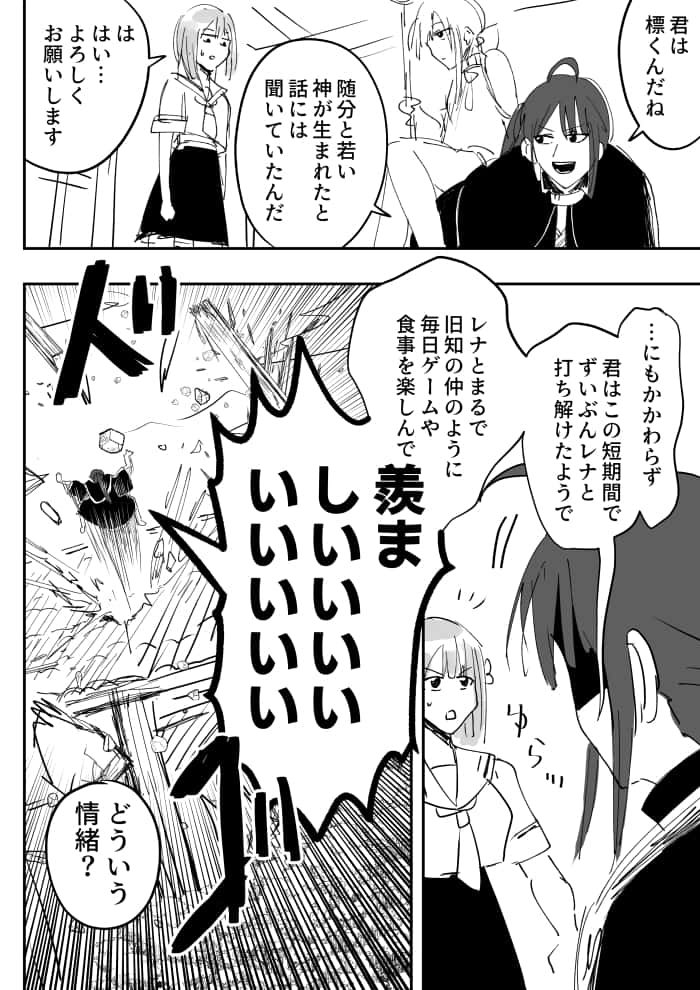 君は
標くんだね
随分と若い
神が生まれたと
話には
聞いていたんだ
は
はい…
よろしく
お願いします
…にもかかわらず
君はこの短期間で
ずいぶんレナと
打ち解けたようで
レナとまるで
旧知の仲のように
毎日ゲームや
食事を楽しんで
ゆら…
羨ま
しいいいい
いいいいい
どういう
情緒？